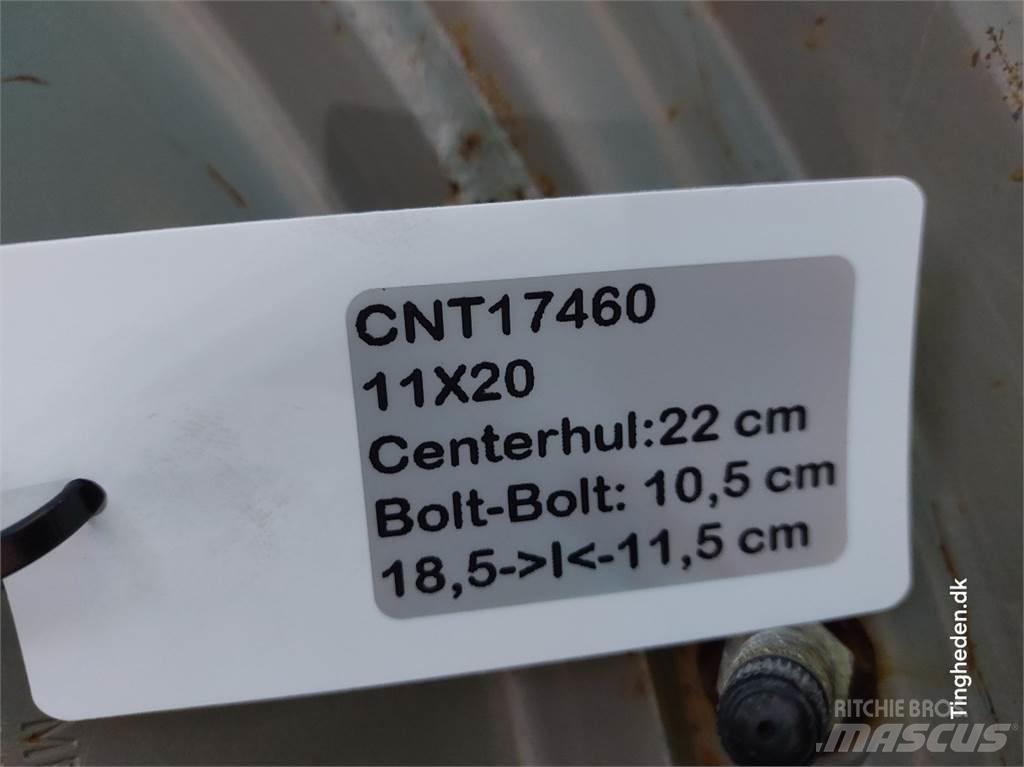 CNT17460
11X20
Centerhul:22 cm
Bolt-Bolt: 10,5 cm
18,5->I<-11,5 cm
Tingheden.dk
RITCHIE BRO
MASCUS
M